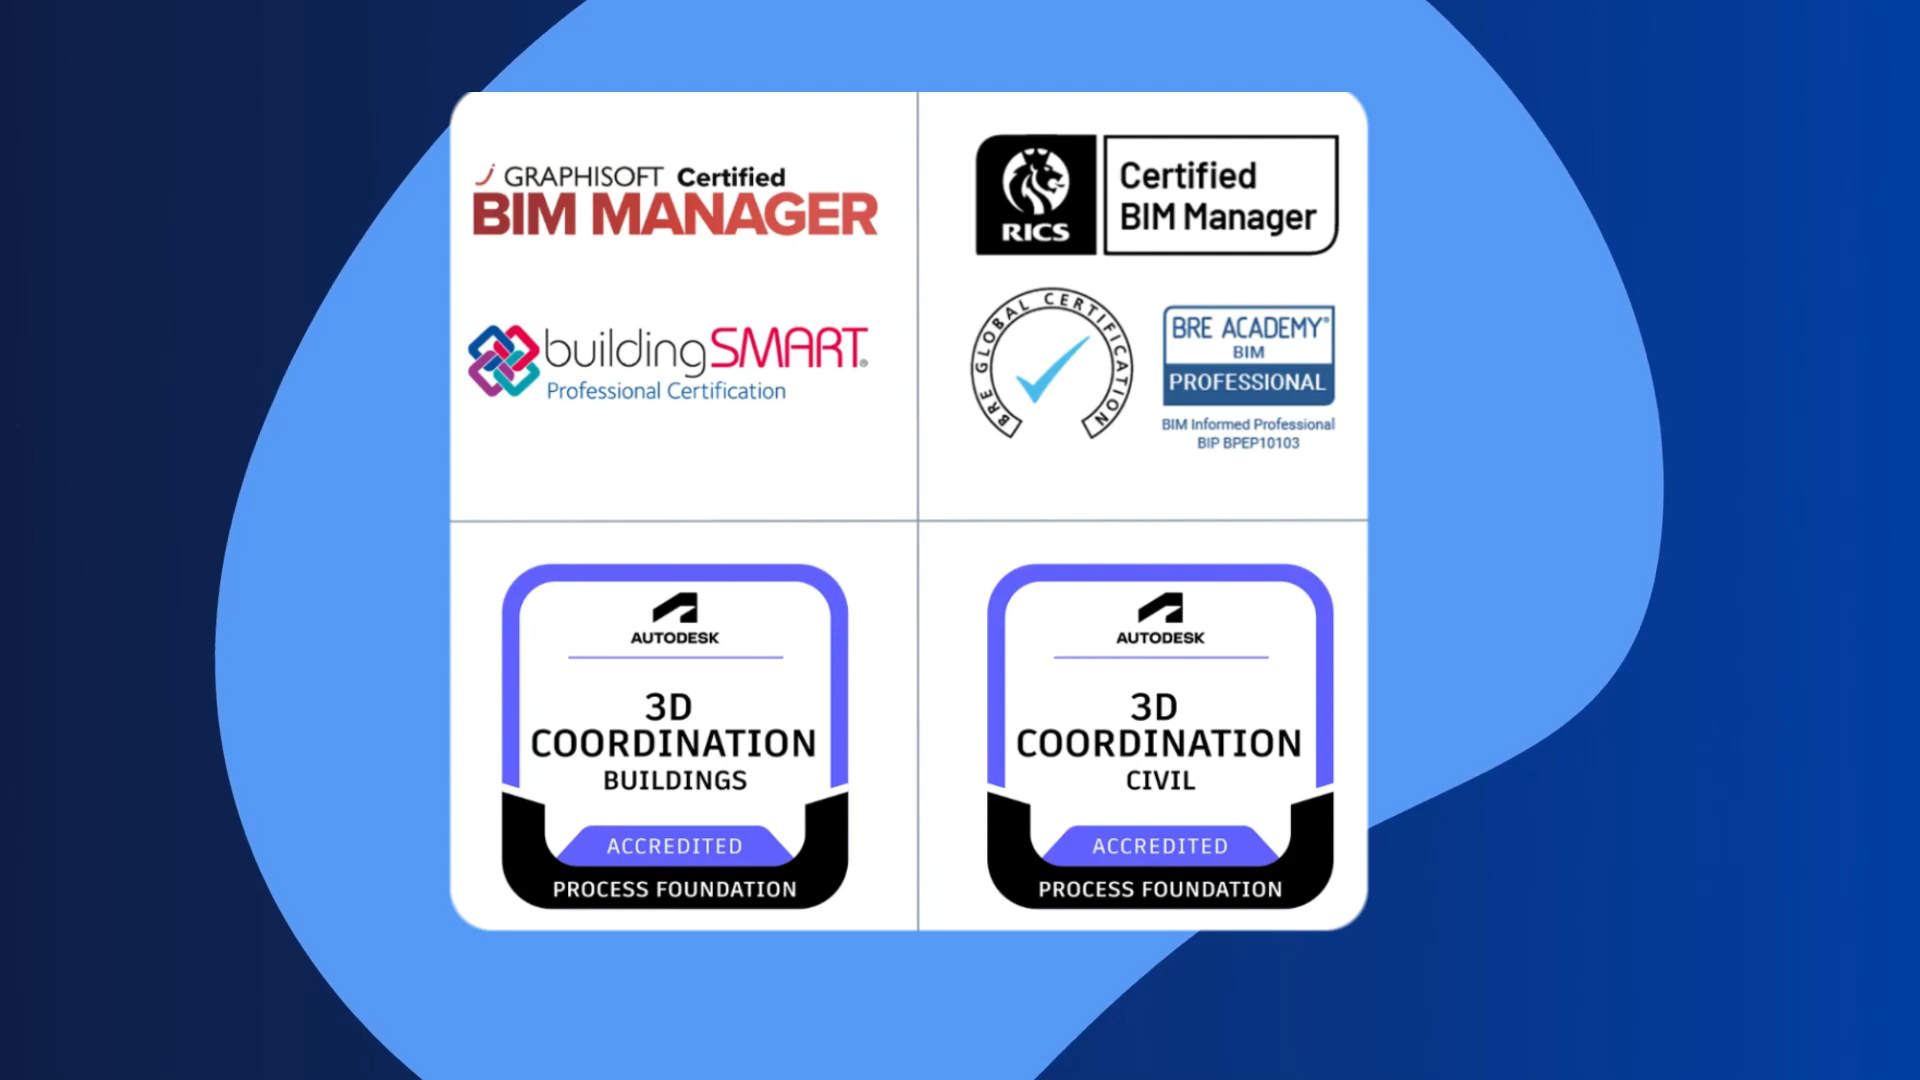 GRAPHISOFT Certified
BIM MANAGER
buildingSMART®
Professional Certification
RICS
Certified
BIM Manager
BRE GLOBAL CERTIFICATION
BRE ACADEMY®
BIM
PROFESSIONAL
BIM Informed Professional
BIP BPEP10103
AUTODESK
3D
COORDINATION
BUILDINGS
ACCREDITED
PROCESS FOUNDATION
AUTODESK
3D
COORDINATION
CIVIL
ACCREDITED
PROCESS FOUNDATION